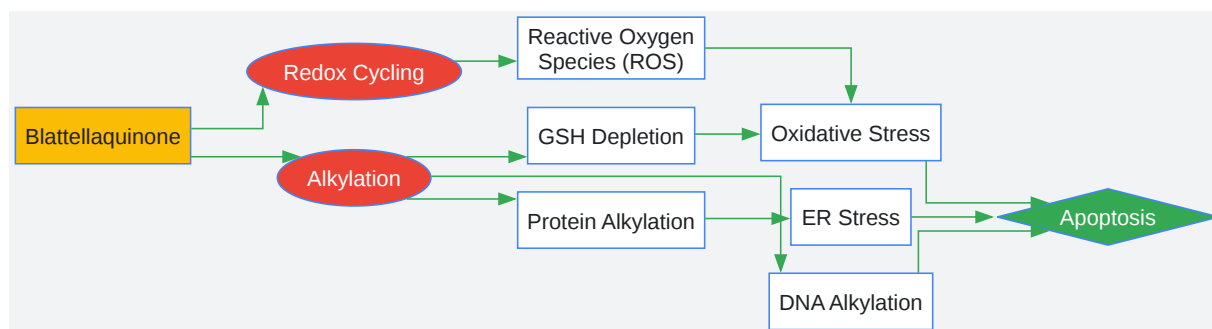 Reactive Oxygen
Species (ROS)
Redox Cycling
Blattellaquinone
GSH Depletion
Oxidative Stress
Alkylation
Protein Alkylation
ER Stress
Apoptosis
DNA Alkylation